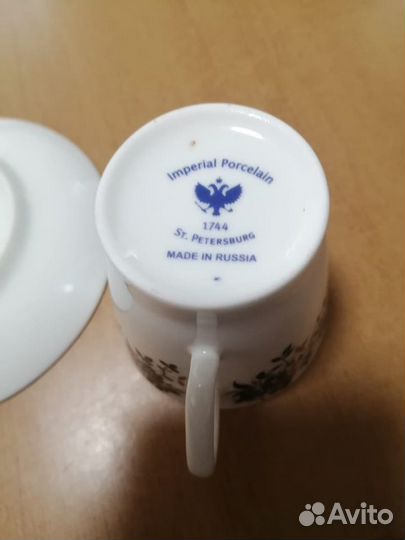 Imperial Porcelain
1744
ST. PETERSBURG
MADE IN RUSSIA
Avito